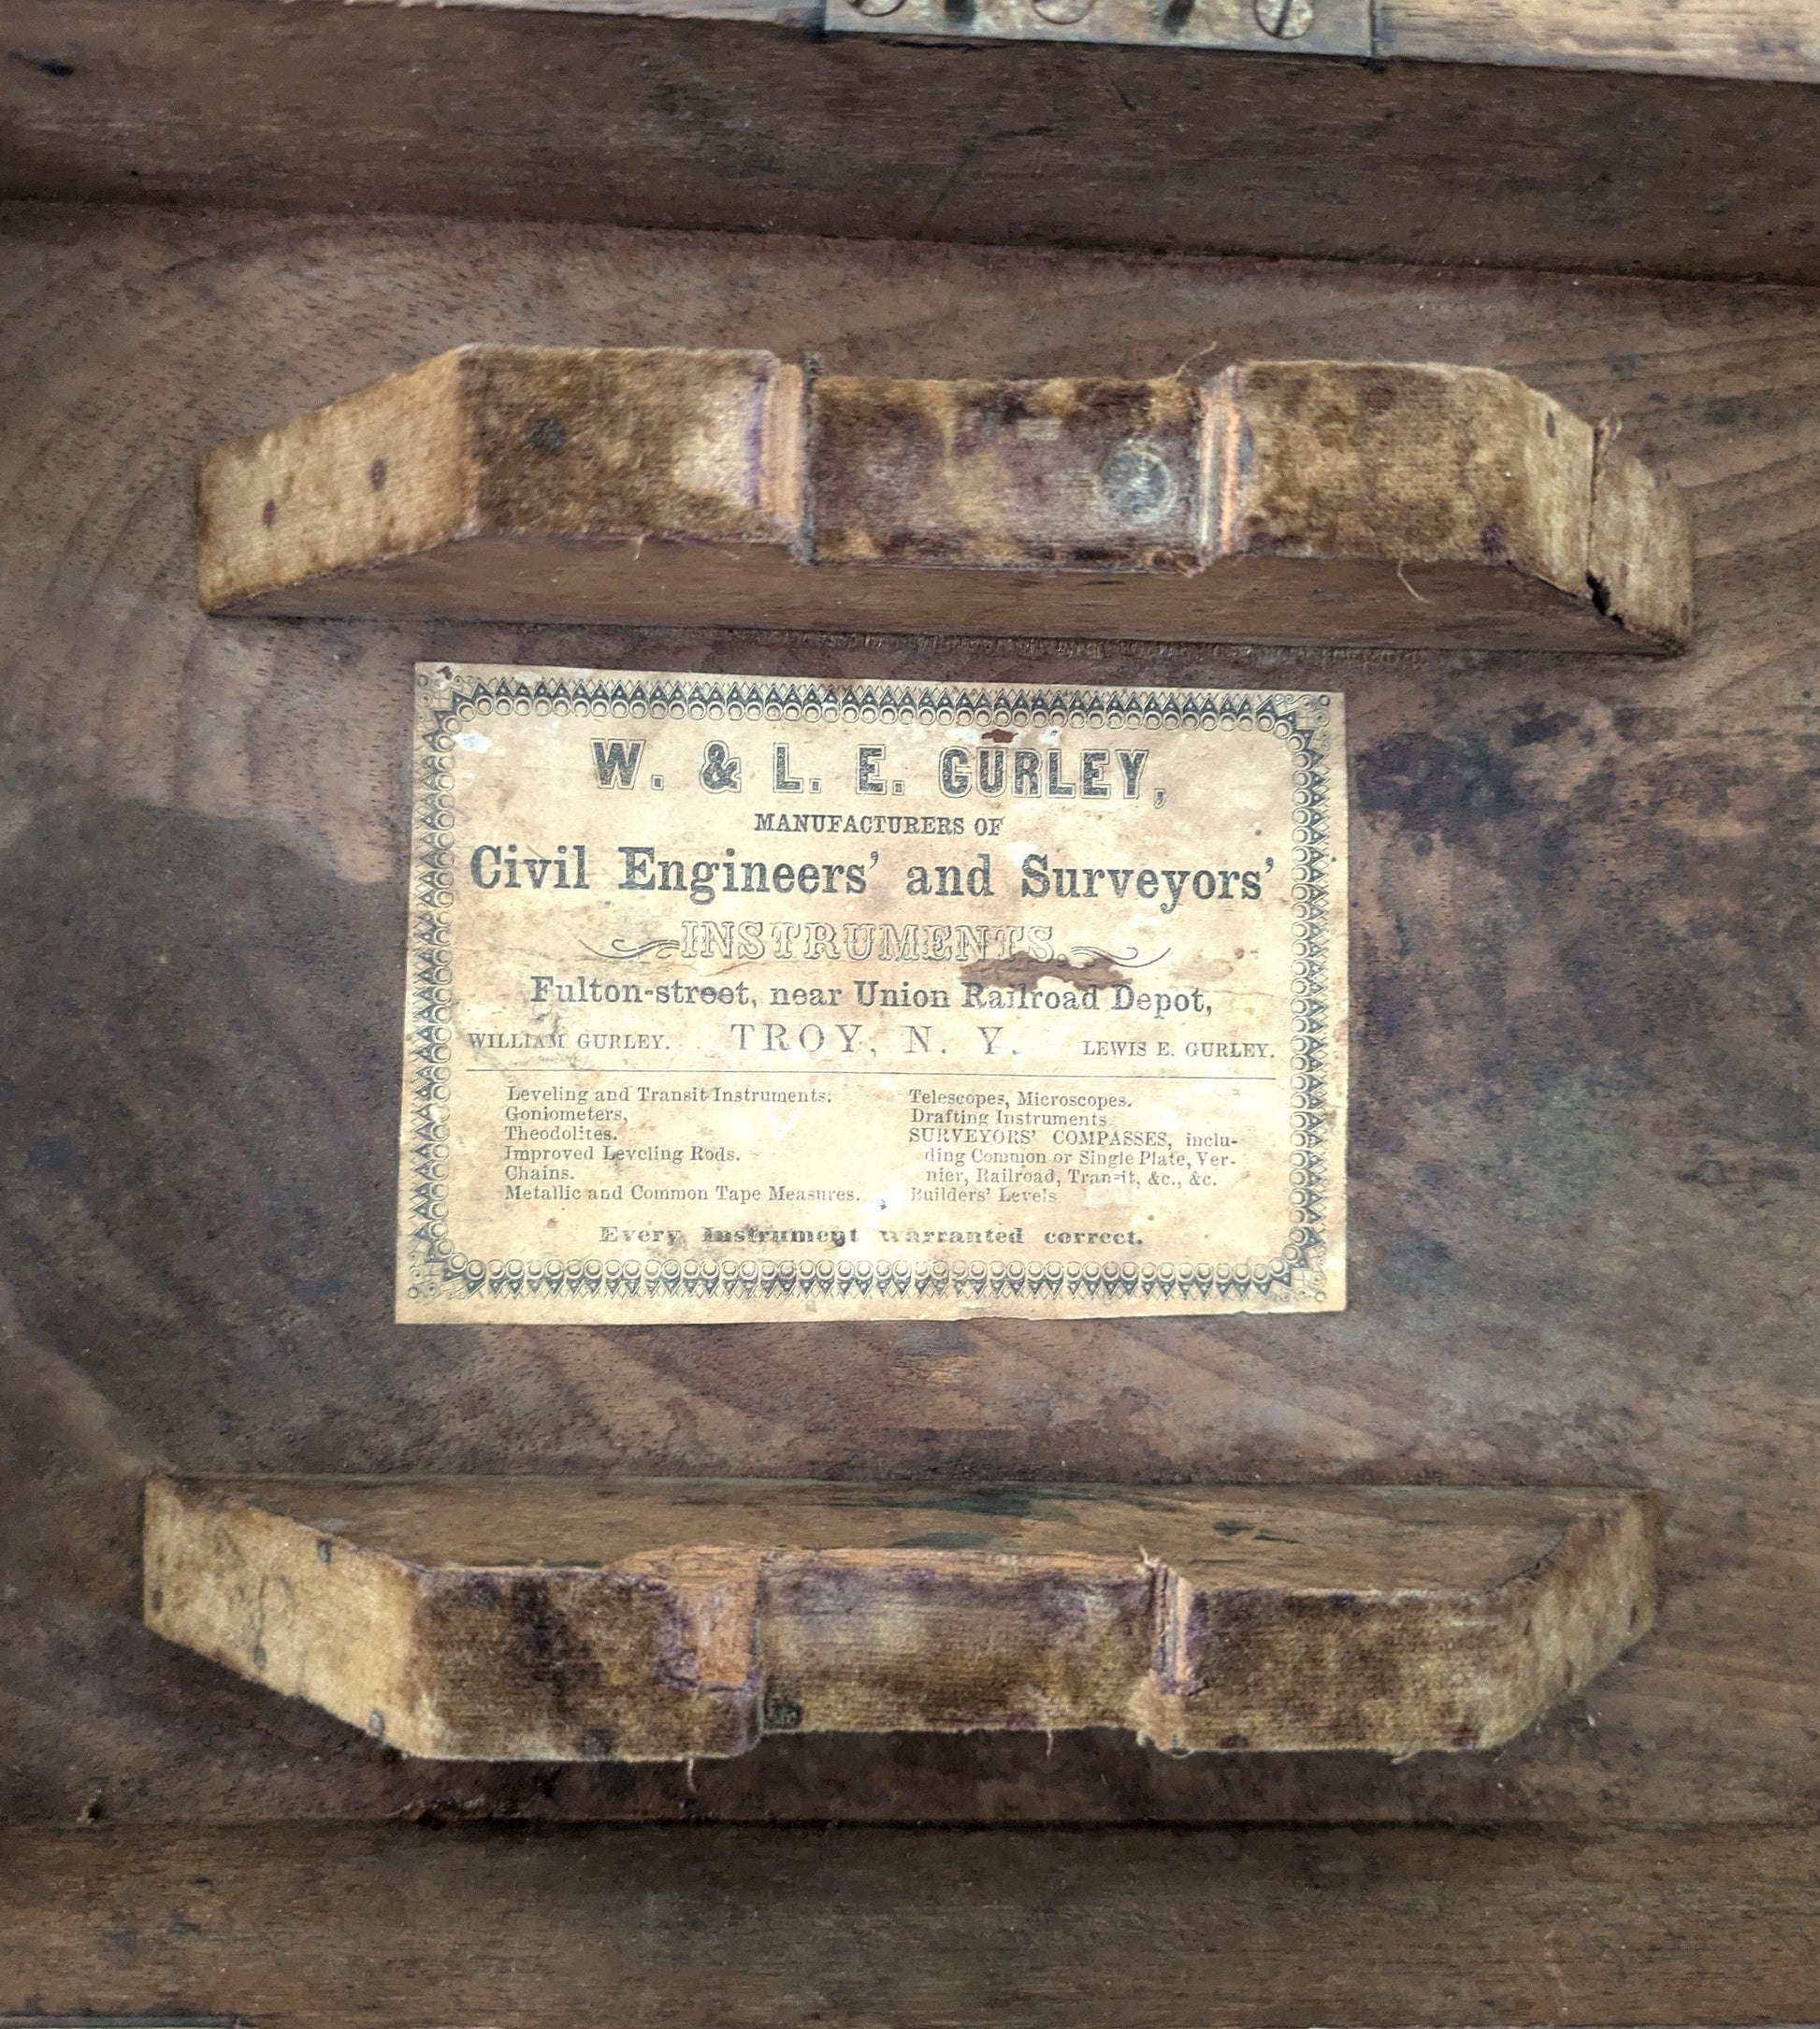 W. & L. E. GURLEY,
MANUFACTURERS OF
Civil Engineers' and Surveyors'
INSTRUMENTS.
Fulton-street, near Union Railroad Depot,
WILLIAM GURLEY. TROY, N. Y. LEWIS E. GURLEY.
Leveling and Transit Instruments.
Goniometers,
Theodolites.
Improved Leveling Rods.
Chains.
Metallic and Common Tape Measures.
Telescopes, Microscopes.
Drafting Instruments
SURVEYORS' COMPASSES, inclu-
ding Common or Single Plate, Ver-
nier, Railroad, Transit, &c., &c.
Builders' Levels
Every Instrument warranted correct.